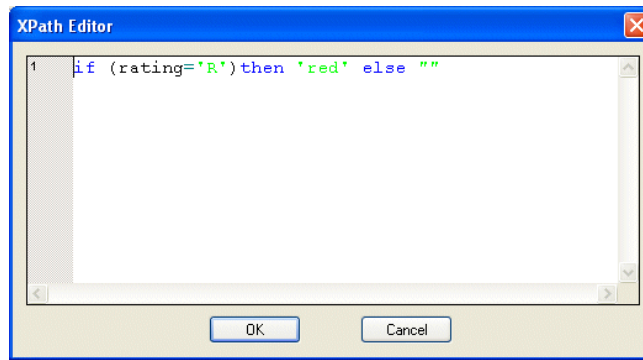 XPath Editor
1 if (rating='R')then 'red' else ""
OK Cancel